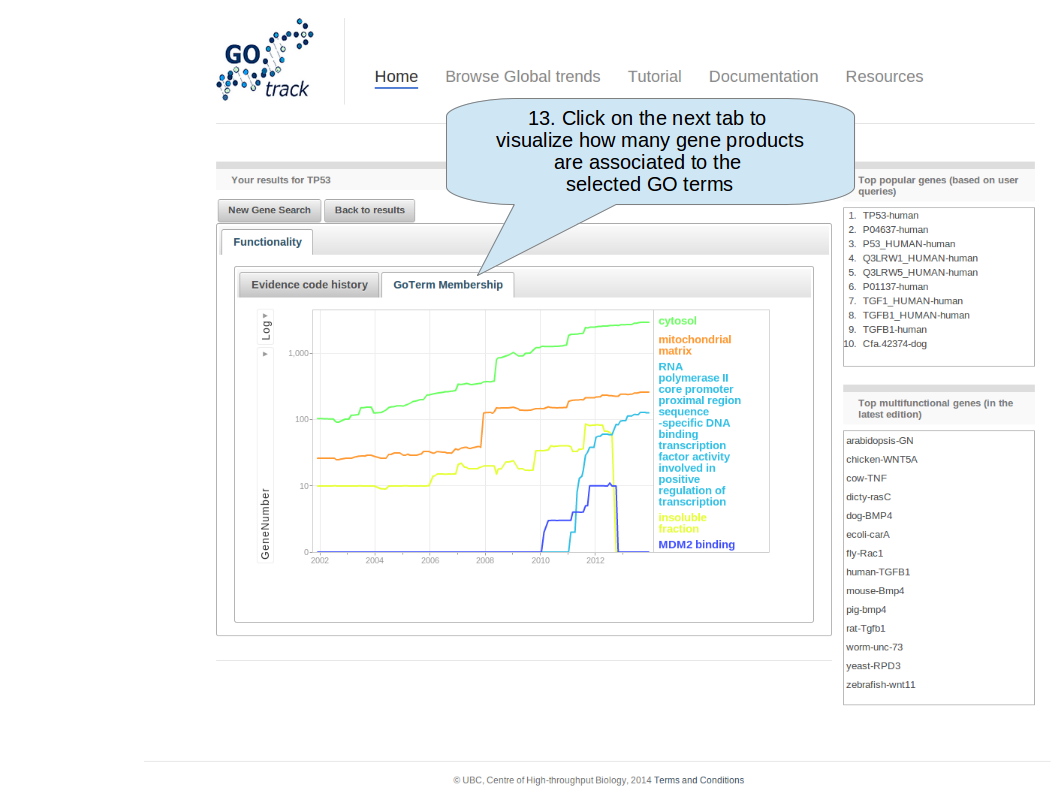 GO
track
Home
Browse Global trends
Tutorial
Documentation
Resources
13. Click on the next tab to
visualize how many gene products
are associated to the
selected GO terms
Your results for TP53
New Gene Search
Back to results
Functionality
Evidence code history
GoTerm Membership
Log
GeneNumber
1,000
100
10
0
2002
2004
2006
2008
2010
2012
cytosol
mitochondrial
matrix
RNA
polymerase II
core promoter
proximal region
sequence
-specific DNA
binding
transcription
factor activity
involved in
positive
regulation of
transcription
insoluble
fraction
MDM2 binding
Top popular genes (based on user
queries)
1. TP53-human
2. P04637-human
3. P53_HUMAN-human
4. Q3LRW1_HUMAN-human
5. Q3LRW5_HUMAN-human
6. P01137-human
7. TGF1_HUMAN-human
8. TGFB1_HUMAN-human
9. TGFB1-human
10. Cfa.42374-dog
Top multifunctional genes (in the
latest edition)
arabidopsis-GN
chicken-WNT5A
cow-TNF
dicty-rasC
dog-BMP4
ecoli-carA
fly-Rac1
human-TGFB1
mouse-Bmp4
pig-bmp4
rat-Tgfb1
worm-unc-73
yeast-RPD3
zebrafish-wnt11
© UBC, Centre of High-throughput Biology, 2014 Terms and Conditions